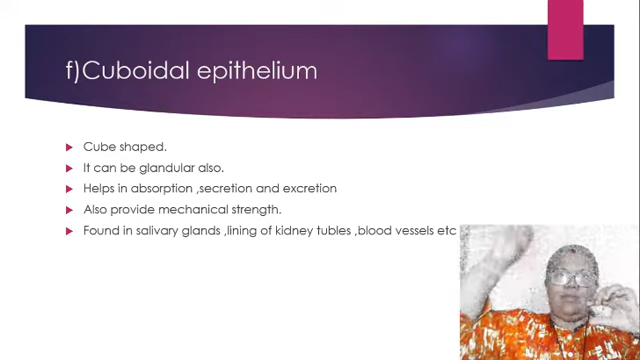 f)Cuboidal epithelium
Cube shaped.
It can be glandular also.
Helps in absorption ,secretion and excretion
Also provide mechanical strength.
Found in salivary glands ,lining of kidney tubles ,blood vessels etc